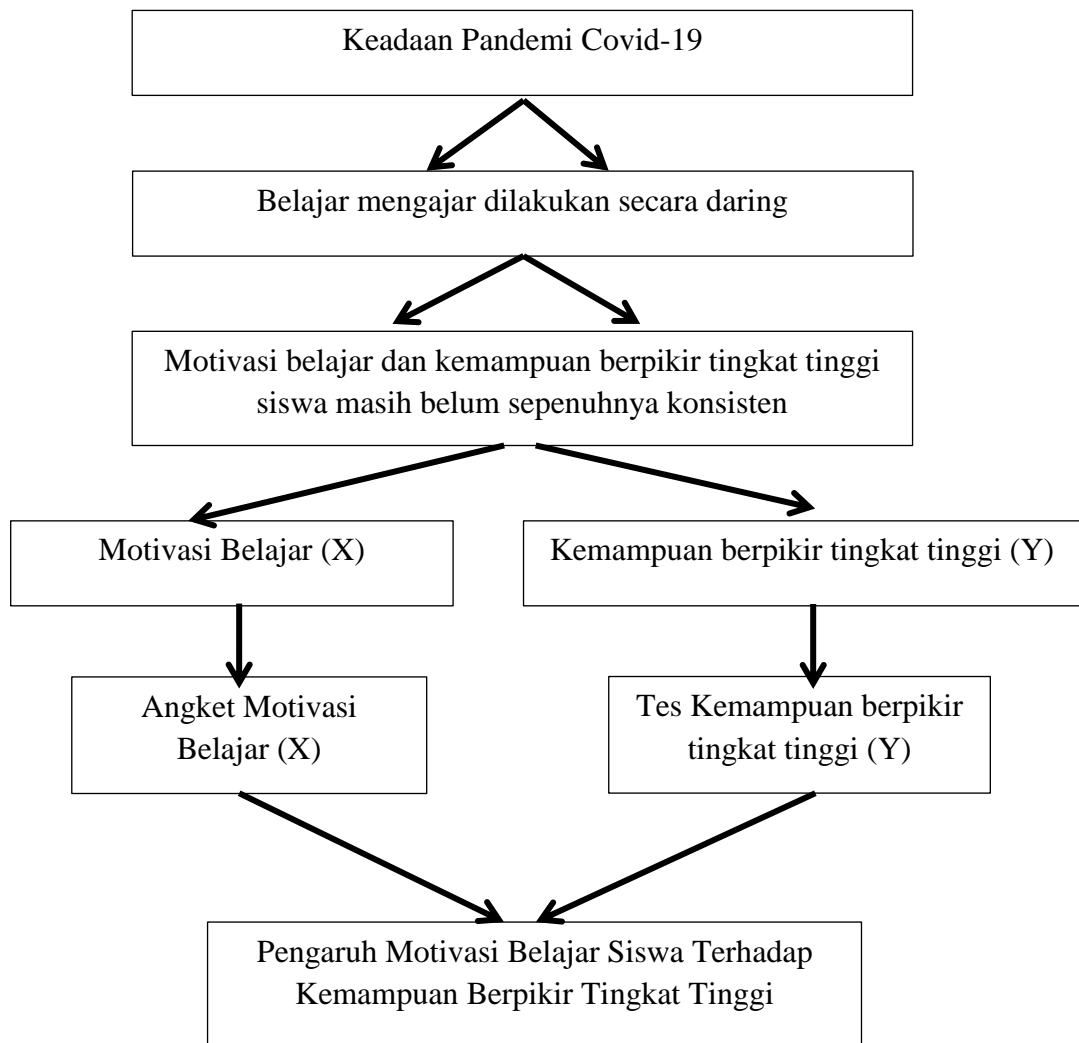 Keadaan Pandemi Covid-19
Belajar mengajar dilakukan secara daring
Motivasi belajar dan kemampuan berpikir tingkat tinggi
siswa masih belum sepenuhnya konsisten
Motivasi Belajar (X)
Kemampuan berpikir tingkat tinggi (Y)
Angket Motivasi
Belajar (X)
Tes Kemampuan berpikir
tingkat tinggi (Y)
Pengaruh Motivasi Belajar Siswa Terhadap
Kemampuan Berpikir Tingkat Tinggi